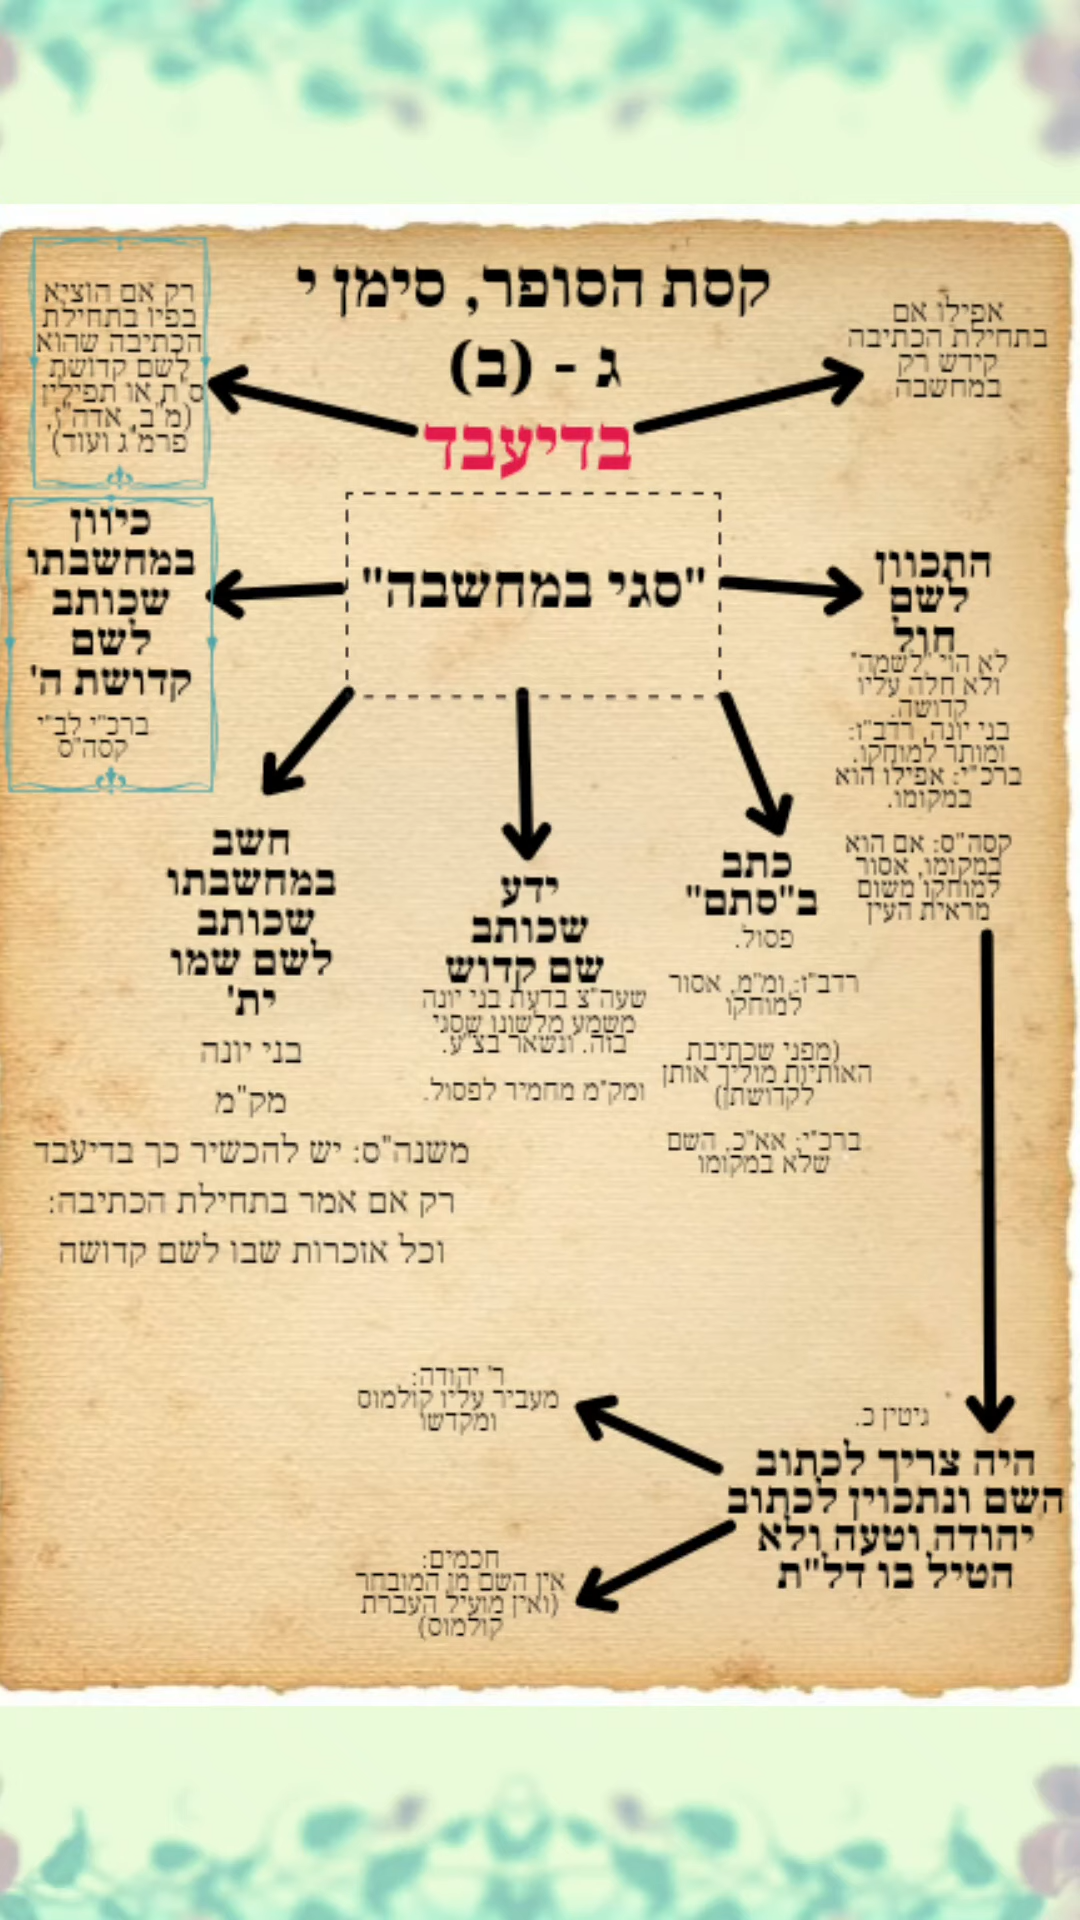 קסת הסופר, סימן י
ג - (ב)
בדיעבד
אפילו אם
בתחילת הכתיבה
קידש רק
במחשבה
רק אם הוציא
בפיו בתחילת
הכתיבה שהוא
לשם קדושת
ס"ת או תפילין
(מ"ב, אדה"ז,
פרמ"ג ועוד)
"סגי במחשבה"
התכוון
לשם
חול
לא הוי "לשמה"
ולא חלה עליו
קדושה.
בני יונה, רדב"ז:
ומותר למוחקו.
ברכ"י: אפילו הוא
במקומו.
קסה"ס: אם הוא
במקומו, אסור
למוחקו משום
מראית העין
כתב
ב"סתם"
פסול.
רדב"ז: ומ"מ, אסור
למוחקו
(מפני שכתיבת
האותיות מוליך אותן
לקדושתן)
ברכ"י: אא"כ, השם
שלא במקומו
ידע
שכותב
שם קדוש
שעה"צ בדעת בני יונה
משמע מלשונו שסגי
בזה. ונשאר בצ"ע.
ומק"מ מחמיר לפסול.
חשב
במחשבתו
שכותב
לשם שמו
ית'
בני יונה
מק"מ
משנה"ס: יש להכשיר כך בדיעבד
רק אם אמר בתחילת הכתיבה:
וכל אזכרות שבו לשם קדושה
כיוון
במחשבתו
שכותב
לשם
קדושת ה'
ברכ"י לב"י
קסה"ס
גיטין כ.
היה צריך לכתוב
השם ונתכוין לכתוב
יהודה וטעה ולא
הטיל בו דל"ת
ר' יהודה:
מעביר עליו קולמוס
ומקדשו
חכמים:
אין השם מן המובחר
(ואין מועיל העברת
קולמוס)